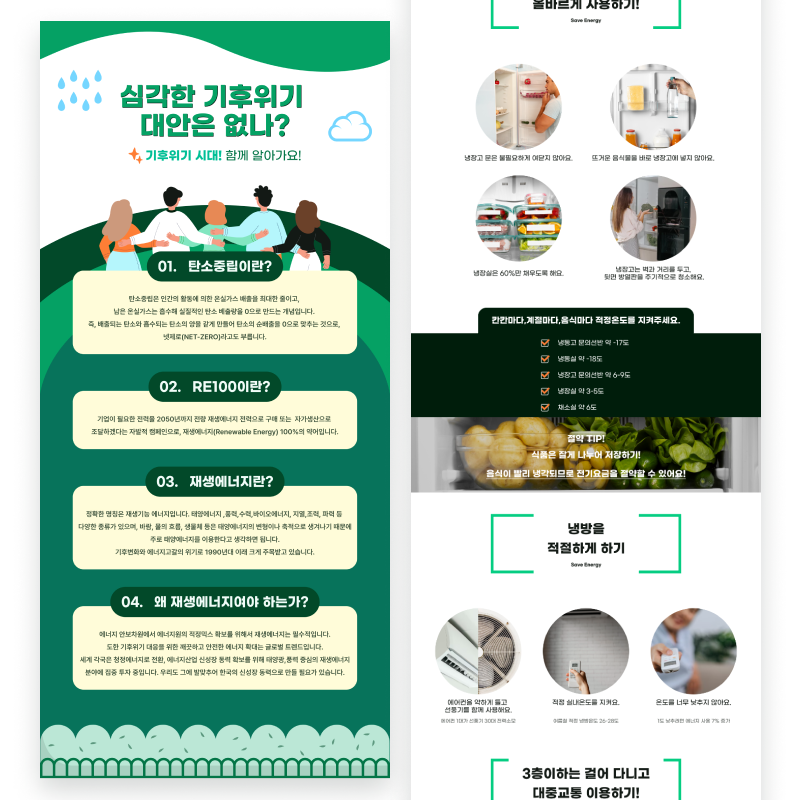 심각한 기후위기
대안은 없나?
기후위기 시대! 함께 알아가요!
01. 탄소중립이란?
탄소중립은 인간의 활동에 의한 온실가스 배출을 최대한 줄이고,
남은 온실가스는 흡수해 실질적인 탄소 배출량을 0으로 만드는 개념입니다.
즉, 배출되는 탄소와 흡수되는 탄소의 양을 같게 만들어 탄소의 순배출을 0으로 맞추는 것으로,
넷제로(NET-ZERO)라고도 부릅니다.
02. RE100이란?
기업이 필요한 전력을 2050년까지 전량 재생에너지 전력으로 구매 또는 자가생산으로
조달하겠다는 자발적 캠페인으로, 재생에너지(Renewable Energy) 100%의 약어입니다.
03. 재생에너지란?
정확한 명칭은 재생기능 에너지입니다. 태양에너지 ,풍력,수력,바이오에너지, 지열,조력, 파력 등
다양한 종류가 있으며, 바람, 물의 흐름, 생물체 등은 태양에너지의 변형이나 축적으로 생겨나기 때문에
주로 태양에너지를 이용한다고 생각하면 됩니다.
기후변화와 에너지고갈의 위기로 1990년대 이래 크게 주목받고 있습니다.
04. 왜 재생에너지여야 하는가?
에너지 안보차원에서 에너지원의 적정믹스 확보를 위해서 재생에너지는 필수적입니다.
도한 기후위기 대응을 위한 깨끗하고 안전한 에너지 확대는 글로벌 트렌드입니다.
세계 각국은 청정에너지로 전환, 에너지산업 신성장 동력 확보를 위해 태양광,풍력 중심의 재생에너지
분야에 집중 투자 중입니다. 우리도 그에 발맞추어 한국의 신성장 동력으로 만들 필요가 있습니다.
올바르게 사용하기!
Save Energy
냉장고 문은 불필요하게 여닫지 않아요.
뜨거운 음식물을 바로 냉장고에 넣지 않아요.
냉장실은 60%만 채우도록 해요.
냉장고는 벽과 거리를 두고,
뒷면 방열판을 주기적으로 청소해요.
칸칸마다,계절마다,음식마다 적정온도를 지켜주세요.
냉동고 문의선반 약 -17도
냉동실 약 -18도
냉장고 문의선반 약 6-9도
냉장실 약 3-5도
채소실 약 6도
절약 TIP!
식품은 잘게 나누어 저장하기!
음식이 빨리 냉각되므로 전기요금을 절약할 수 있어요!
냉방을
적절하게 하기
Save Energy
에어컨을 약하게 틀고
선풍기를 함께 사용해요.
에어컨 1대가 선풍기 30대 전력소모
적정 실내온도를 지켜요.
여름철 적정 냉방온도 26-28도
온도를 너무 낮추지 않아요.
1도 낮추려면 에너지 사용 7% 증가
3층이하는 걸어 다니고
대중교통 이용하기!